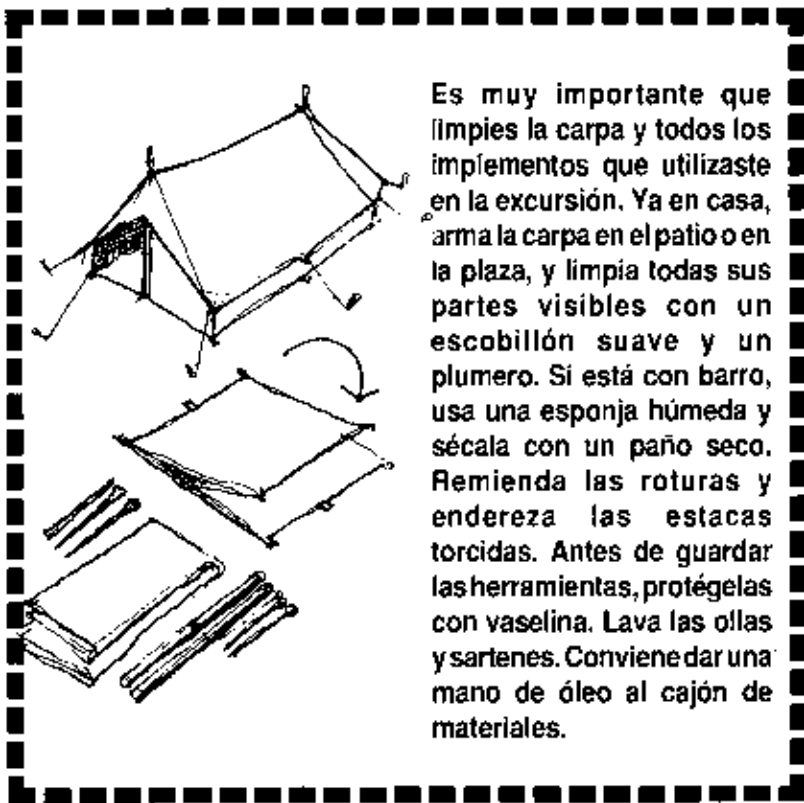 Es muy importante que
limpies la carpa y todos los
implementos que utilizaste
en la excursión. Ya en casa,
arma la carpa en el patio o en
la plaza, y limpia todas sus
partes visibles con un
escobillón suave y un
plumero. Si está con barro,
usa una esponja húmeda y
sécala con un paño seco.
Remienda las roturas y
endereza las estacas
torcidas. Antes de guardar
las herramientas, protégelas
con vaselina. Lava las ollas
y sartenes. Conviene dar una
mano de óleo al cajón de
materiales.